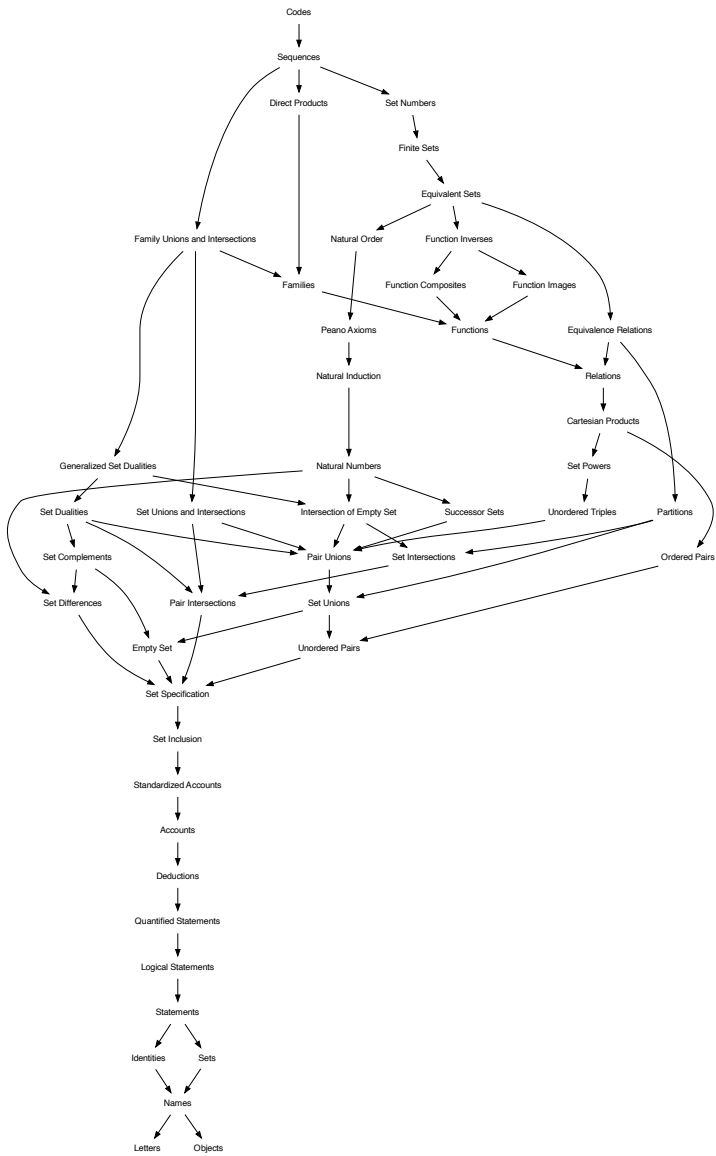 Codes
Sequences
Direct Products
Set Numbers
Finite Sets
Equivalent Sets
Family Unions and Intersections
Natural Order
Function Inverses
Families
Function Composites
Function Images
Peano Axioms
Functions
Equivalence Relations
Natural Induction
Relations
Cartesian Products
Generalized Set Dualities
Natural Numbers
Set Powers
Set Dualities
Set Unions and Intersections
Intersection of Empty Set
Successor Sets
Unordered Triples
Partitions
Set Complements
Pair Unions
Set Intersections
Ordered Pairs
Set Differences
Pair Intersections
Set Unions
Empty Set
Unordered Pairs
Set Specification
Set Inclusion
Standardized Accounts
Accounts
Deductions
Quantified Statements
Logical Statements
Statements
Identities
Sets
Names
Letters
Objects